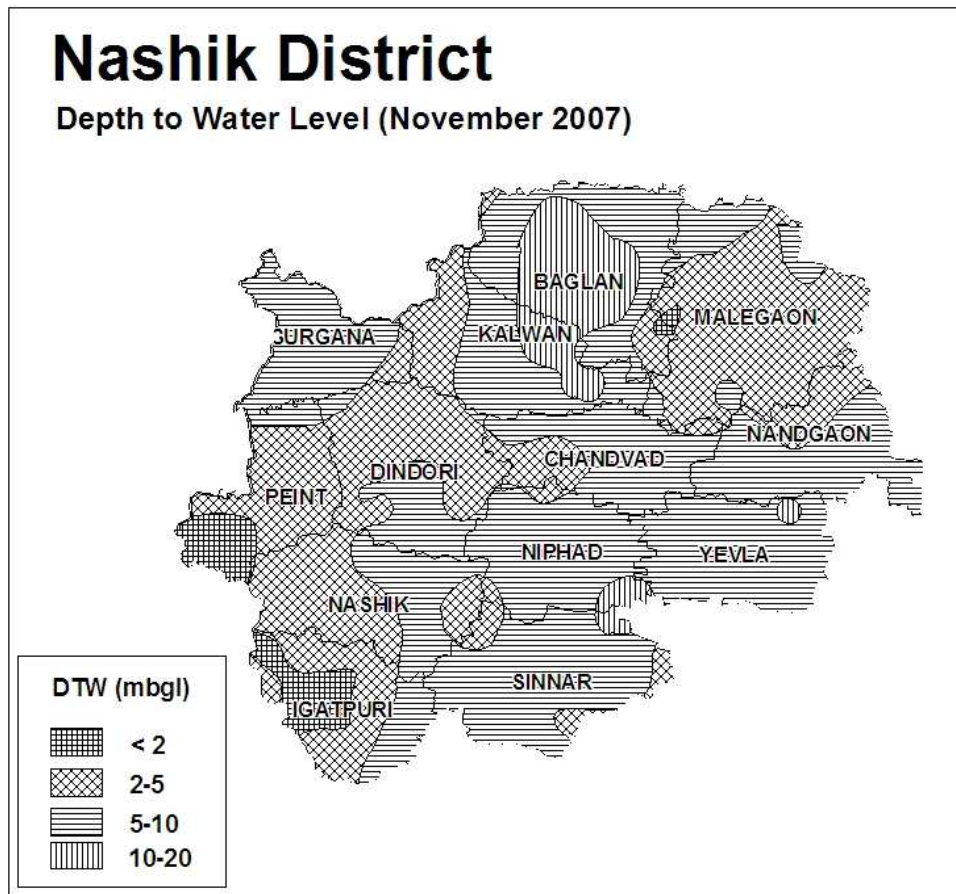 Nashik District
Depth to Water Level (November 2007)
BAGLAN
MALEGAON
SURGANA
KALWAN
NANDGAON
CHANDVAD
DINDORI
PEINT
NIPHAD
YEVLA
NASHIK
SINNAR
IGATPURI
DTW (mbgl)
< 2
2-5
5-10
10-20